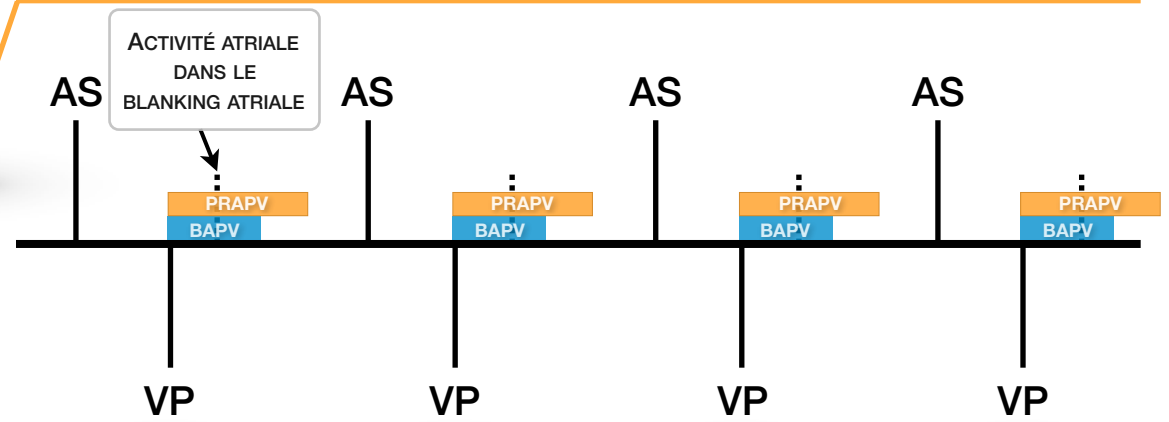 ACTIVITÉ ATRIALE
DANS LE
BLANKING ATRIALE
AS AS AS AS
PRAPV PRAPV PRAPV PRAPV
BAPV BAPV BAPV BAPV
VP VP VP VP